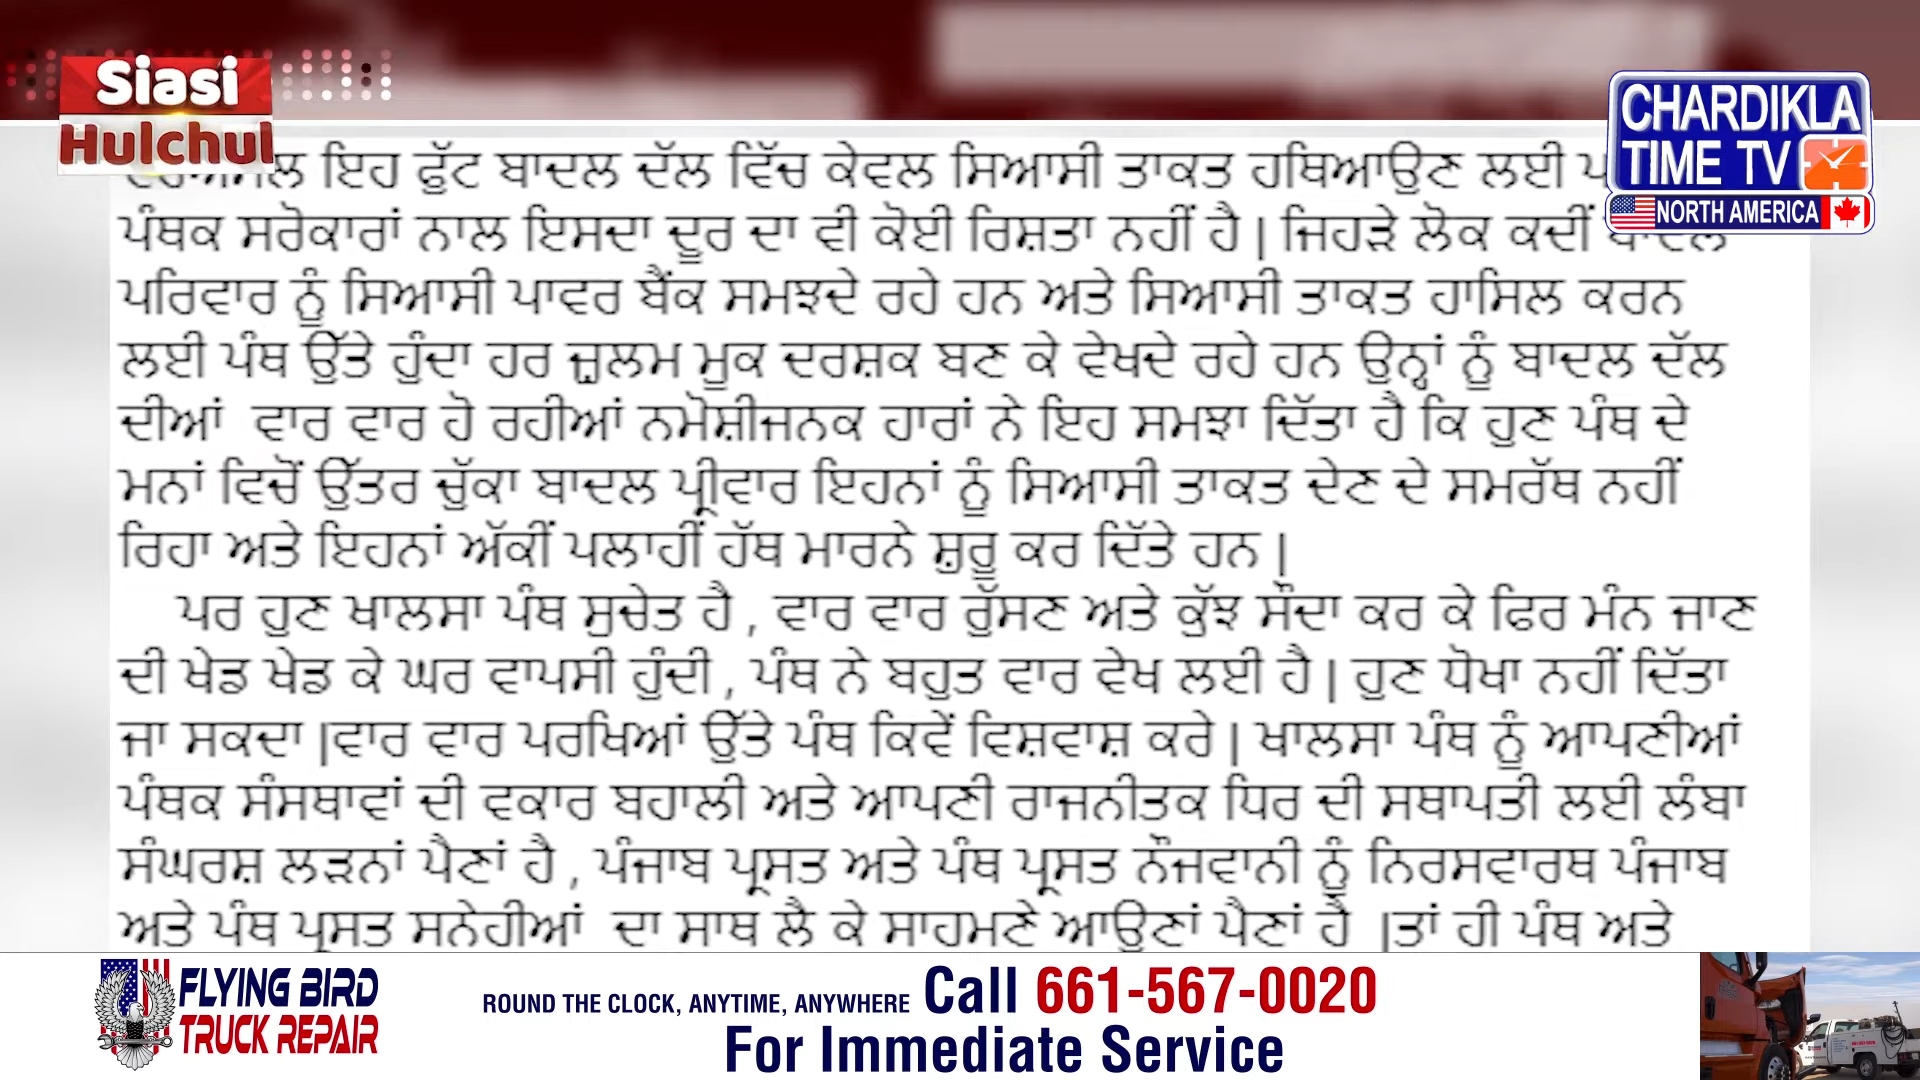 Siasi
Hulchul
CHARDIKLA
TIME TV
NORTH AMERICA
ਇਹ ਫੁੱਟ ਬਾਦਲ ਦੱਲ ਵਿੱਚ ਕੇਵਲ ਸਿਆਸੀ ਤਾਕਤ ਹਥਿਆਉਣ ਲਈ
ਪੰਥਕ ਸਰੋਕਾਰਾਂ ਨਾਲ ਇਸਦਾ ਦੂਰ ਦਾ ਵੀ ਕੋਈ ਰਿਸ਼ਤਾ ਨਹੀਂ ਹੈ | ਜਿਹੜੇ ਲੋਕ ਕਦੀਂ ਬਾਦਲ
ਪਰਿਵਾਰ ਨੂੰ ਸਿਆਸੀ ਪਾਵਰ ਬੈਂਕ ਸਮਝਦੇ ਰਹੇ ਹਨ ਅਤੇ ਸਿਆਸੀ ਤਾਕਤ ਹਾਸਿਲ ਕਰਨ
ਲਈ ਪੰਥ ਉੱਤੇ ਹੁੰਦਾ ਹਰ ਜ਼ੁਲਮ ਮੂਕ ਦਰਸ਼ਕ ਬਣ ਕੇ ਵੇਖਦੇ ਰਹੇ ਹਨ ਉਨ੍ਹਾਂ ਨੂੰ ਬਾਦਲ ਦੱਲ
ਦੀਆਂ ਵਾਰ ਵਾਰ ਹੋ ਰਹੀਆਂ ਨਮੋਸ਼ੀਜਨਕ ਹਾਰਾਂ ਨੇ ਇਹ ਸਮਝਾ ਦਿੱਤਾ ਹੈ ਕਿ ਹੁਣ ਪੰਥ ਦੇ
ਮਨਾਂ ਵਿਚੋਂ ਉੱਤਰ ਚੁੱਕਾ ਬਾਦਲ ਪ੍ਰੀਵਾਰ ਇਹਨਾਂ ਨੂੰ ਸਿਆਸੀ ਤਾਕਤ ਦੇਣ ਦੇ ਸਮਰੱਥ ਨਹੀਂ
ਰਿਹਾ ਅਤੇ ਇਹਨਾਂ ਅੱਕੀਂ ਪਲਾਹੀਂ ਹੱਥ ਮਾਰਨੇ ਸ਼ੁਰੂ ਕਰ ਦਿੱਤੇ ਹਨ |
ਪਰ ਹੁਣ ਖਾਲਸਾ ਪੰਥ ਸੁਚੇਤ ਹੈ , ਵਾਰ ਵਾਰ ਰੁੱਸਣ ਅਤੇ ਕੁੱਝ ਸੌਦਾ ਕਰ ਕੇ ਫਿਰ ਮੰਨ ਜਾਣ
ਦੀ ਖੇਡ ਖੇਡ ਕੇ ਘਰ ਵਾਪਸੀ ਹੁੰਦੀ , ਪੰਥ ਨੇ ਬਹੁਤ ਵਾਰ ਵੇਖ ਲਈ ਹੈ | ਹੁਣ ਧੋਖਾ ਨਹੀਂ ਦਿੱਤਾ
ਜਾ ਸਕਦਾ |ਵਾਰ ਵਾਰ ਪਰਖਿਆਂ ਉੱਤੇ ਪੰਥ ਕਿਵੇਂ ਵਿਸ਼ਵਾਸ਼ ਕਰੇ | ਖਾਲਸਾ ਪੰਥ ਨੂੰ ਆਪਣੀਆਂ
ਪੰਥਕ ਸੰਸਥਾਵਾਂ ਦੀ ਵਕਾਰ ਬਹਾਲੀ ਅਤੇ ਆਪਣੀ ਰਾਜਨੀਤਕ ਧਿਰ ਦੀ ਸਥਾਪਤੀ ਲਈ ਲੰਬਾ
ਸੰਘਰਸ਼ ਲੜਨਾਂ ਪੈਣਾਂ ਹੈ , ਪੰਜਾਬ ਪ੍ਰਸਤ ਅਤੇ ਪੰਥ ਪ੍ਰਸਤ ਨੌਜਵਾਨੀ ਨੂੰ ਨਿਰਸਵਾਰਥ ਪੰਜਾਬ
ਅਤੇ ਪੰਥ ਪ੍ਰਸਤ ਸਨੇਹੀਆਂ ਦਾ ਸਾਥ ਲੈ ਕੇ ਸਾਹਮਣੇ ਆਉਣਾਂ ਪੈਣਾਂ ਹੈ |ਤਾਂ ਹੀ ਪੰਥ ਅਤੇ
FLYING BIRD
TRUCK REPAIR
ROUND THE CLOCK, ANYTIME, ANYWHERE Call 661-567-0020
For Immediate Service